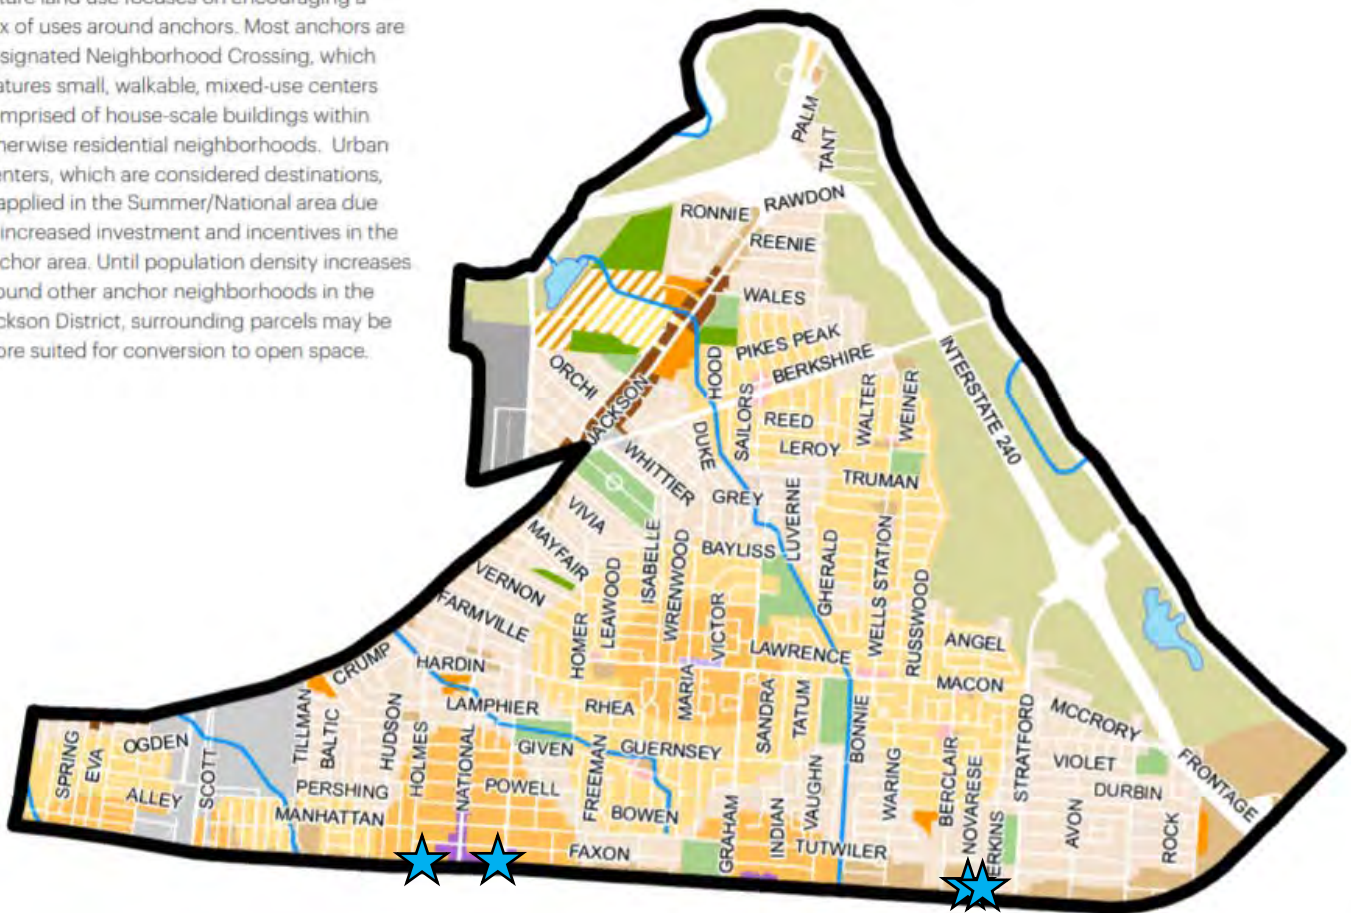 ture land use focuses on encouraging a
x of uses around anchors. Most anchors are
signated Neighborhood Crossing, which
atures small, walkable, mixed-use centers
mprised of house-scale buildings within
herwise residential neighborhoods. Urban
enters, which are considered destinations,
applied in the Summer/National area due
increased investment and incentives in the
chor area. Until population density increases
ound other anchor neighborhoods in the
ckson District, surrounding parcels may be
ore suited for conversion to open space.
PALM
TANT
RONNIE
RAWDON
REENIE
WALES
PIKES PEAK
BERKSHIRE
INTERSTATE 240
ORCHI
JACKSON
HOOD
SAILORS
REED
WALTER
WEINER
DUKE
LEROY
WHITTIER
TRUMAN
GREY
LUVERNE
VIVIA
MAYFAIR
ISABELLE
WRENWOOD
BAYLISS
GHERALD
WELLS STATION
VERNON
LEAWOOD
RUSSWOOD
FARMVILLE
HOMER
VICTOR
LAWRENCE
ANGEL
CRUMP
HARDIN
MARIA
MACON
TILLMAN
BALTIC
HUDSON
HOLMES
LAMPHIER
RHEA
SANDRA
TATUM
BONNIE
STRATFORD
MCCRORY
SPRING
EVA
OGDEN
SCOTT
NATIONAL
GIVEN
FREEMAN
GUERNSEY
VIOLET
FRONTAGE
ALLEY
PERSHING
POWELL
VAUGHN
WARING
BERCLAIR
NOVARESE
DURBIN
MANHATTAN
BOWEN
GRAHAM
INDIAN
TUTWILER
ERKINS
AVON
ROCK
FAXON